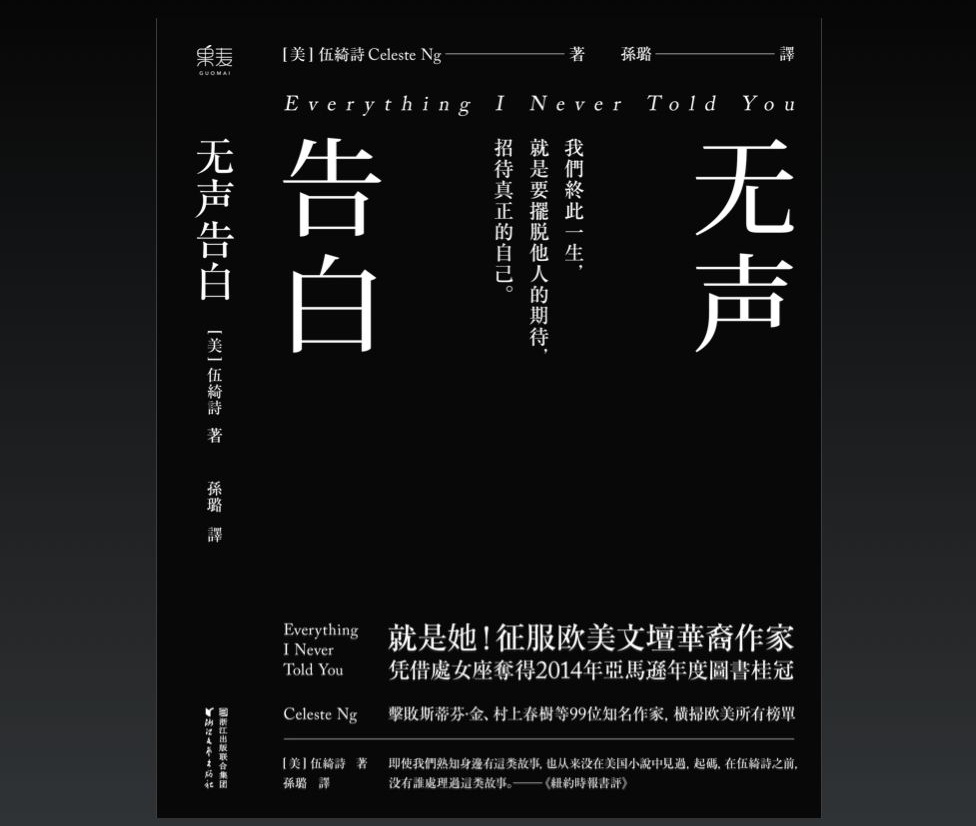 果麦
GUOMAI
无声告白
[美]伍綺詩 著
孫璐 譯
浙江文艺出版社
浙江出版联合集团
[美]伍綺詩 Celeste Ng 著 孫璐 譯
Everything I Never Told You
无声
告白
我們終此一生，
就是要擺脱他人的期待，
招待真正的自己。
Everything
I Never
Told You
就是她！征服欧美文壇華裔作家
凭借處女座奪得2014年亞馬遜年度圖書桂冠
Celeste Ng
擊敗斯蒂芬·金、村上春樹等99位知名作家，橫掃欧美所有榜單
[美]伍綺詩 著
孫璐 譯
即使我們熟知身邊有這类故事，也从来没在美国小說中見過，起碼，在伍綺詩之前，
没有誰處理過這类故事。——《紐約時報書評》